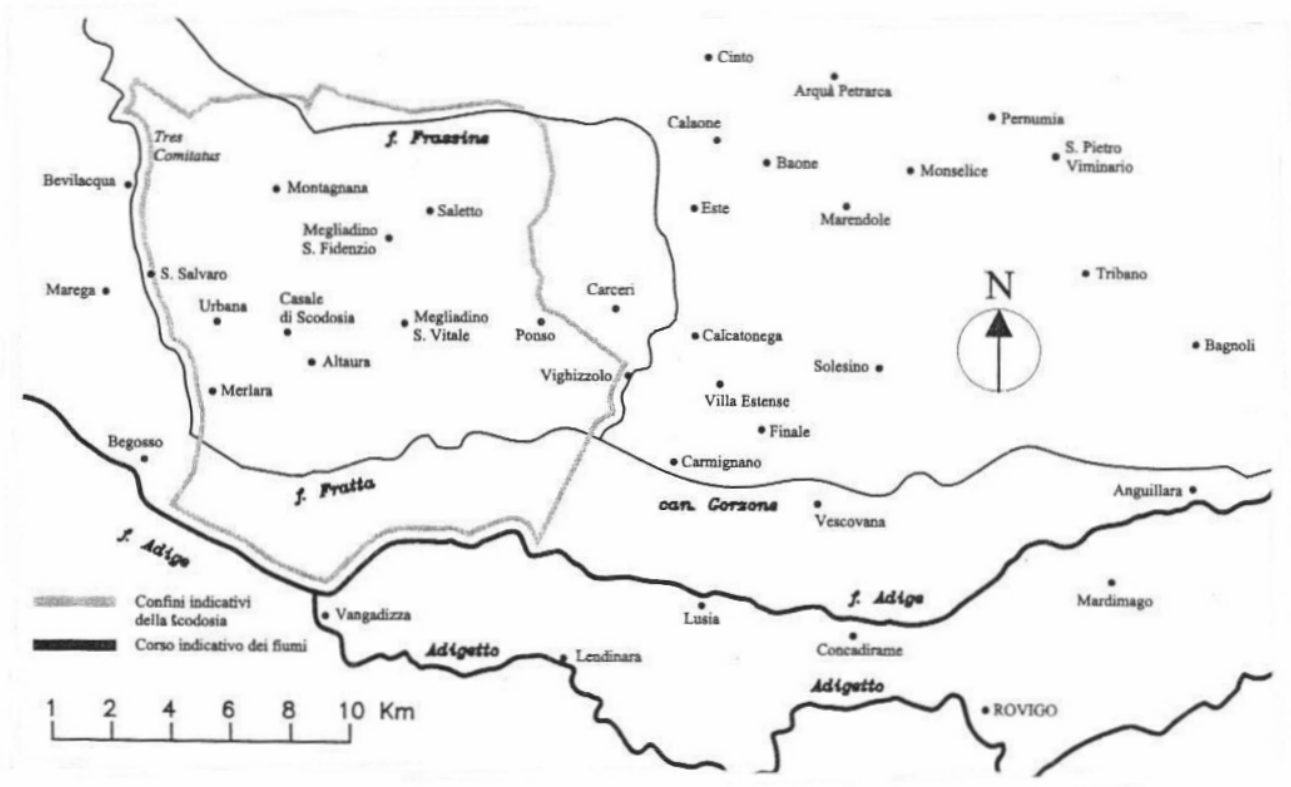 Cinto
Arquà Petrarca
Calaone
Pernumia
f. Frassine
Tres
Comitatus
S. Pietro
Viminario
Baone
Monselice
Bevilacqua
Montagnana
Saletto
Este
Marendole
Megliadino
S. Fidenzio
S. Salvaro
Tribano
Marega
Urbana
Casale
di Scodosia
Carceri
N
Megliadino
S. Vitale
Ponso
Calcatonega
Bagnoli
Altaura
Vighizzolo
Solesino
Merlara
Villa Estense
Finale
Begosso
Carmignano
f. Fratta
can. Gorzone
Anguillara
Vescovana
f. Adige
Confini indicativi
della Scodosia
Vangadizza
Lusia
f. Adige
Mardimago
Corso indicativo dei fiumi
Adigetto
Lendinara
Concadirame
Adigetto
ROVIGO
1 2 4 6 8 10 Km